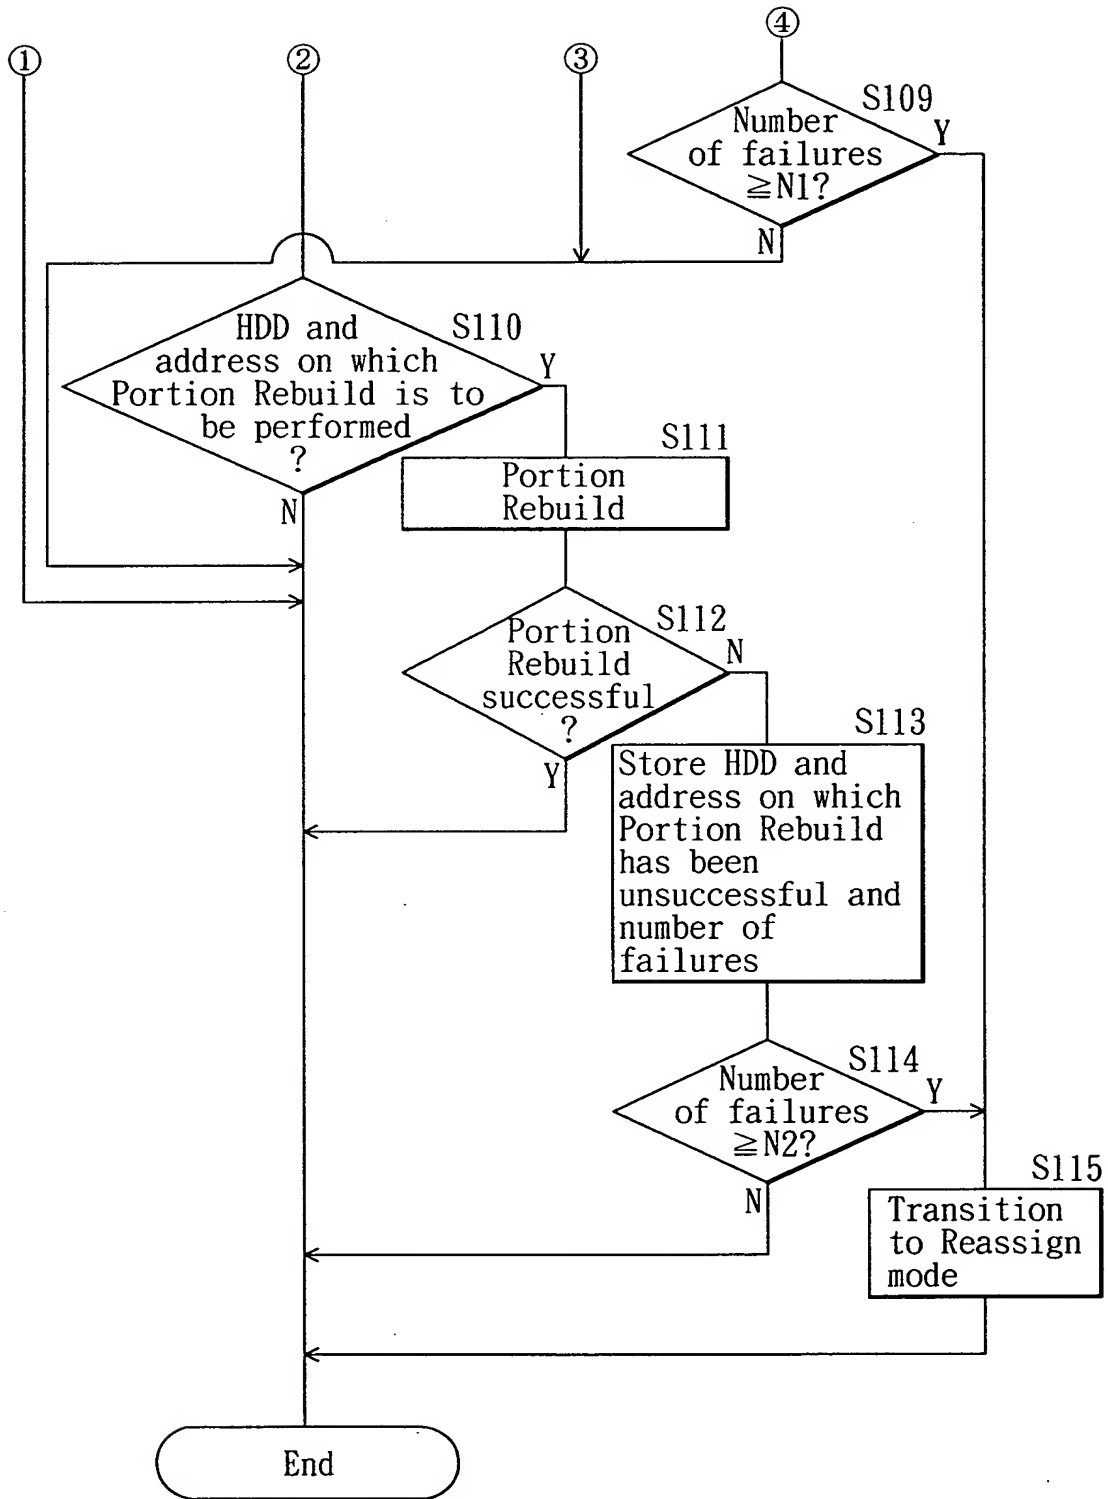 ④
①
②
③
S109
Number
of failures
≧N1?
Y
N
S110
HDD and
address on which
Portion Rebuild is to
be performed
?
Y
N
S111
Portion
Rebuild
S112
Portion
Rebuild
successful
?
N
Y
S113
Store HDD and
address on which
Portion Rebuild
has been
unsuccessful and
number of
failures
S114
Number
of failures
≧N2?
Y
N
S115
Transition
to Reassign
mode
End